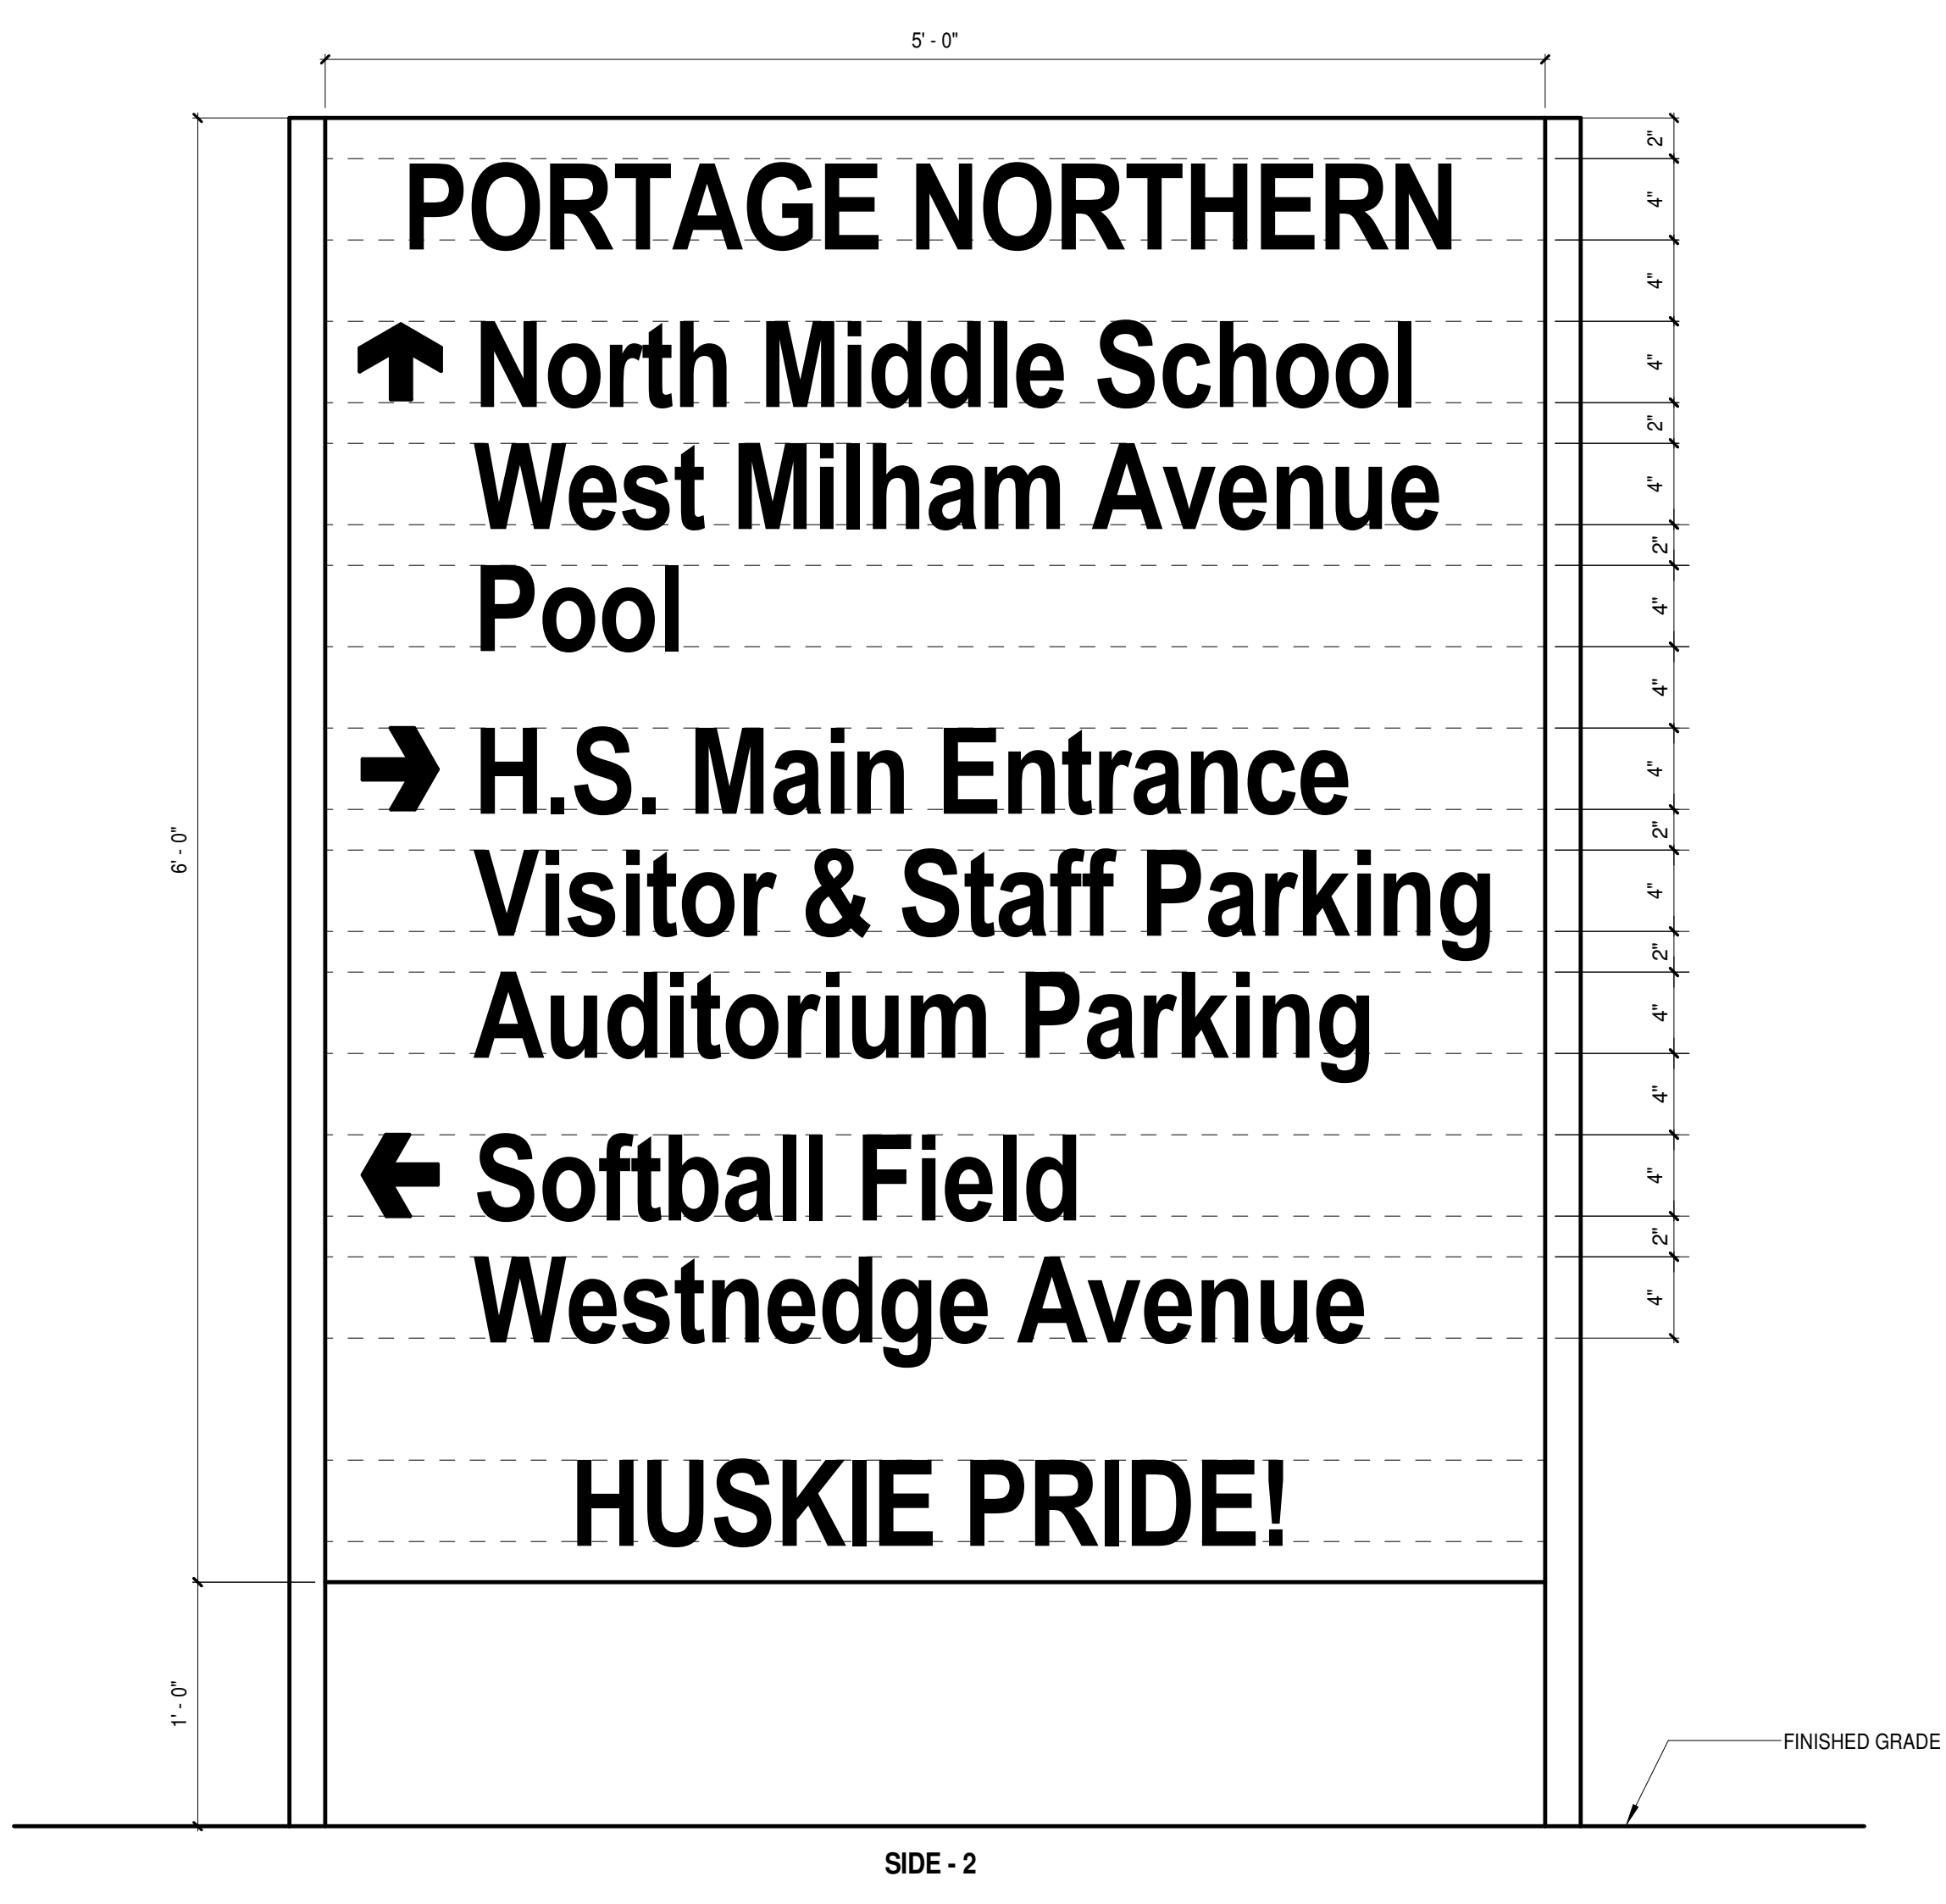 5' - 0"
2"
PORTAGE NORTHERN
4"
4"
North Middle School
4"
2"
West Milham Avenue
4"
2"
Pool
4"
4"
H.S. Main Entrance
4"
6' - 0"
2"
Visitor & Staff Parking
4"
2"
Auditorium Parking
4"
4"
Softball Field
4"
2"
Westnedge Avenue
4"
HUSKIE PRIDE!
1' - 0"
FINISHED GRADE
SIDE - 2